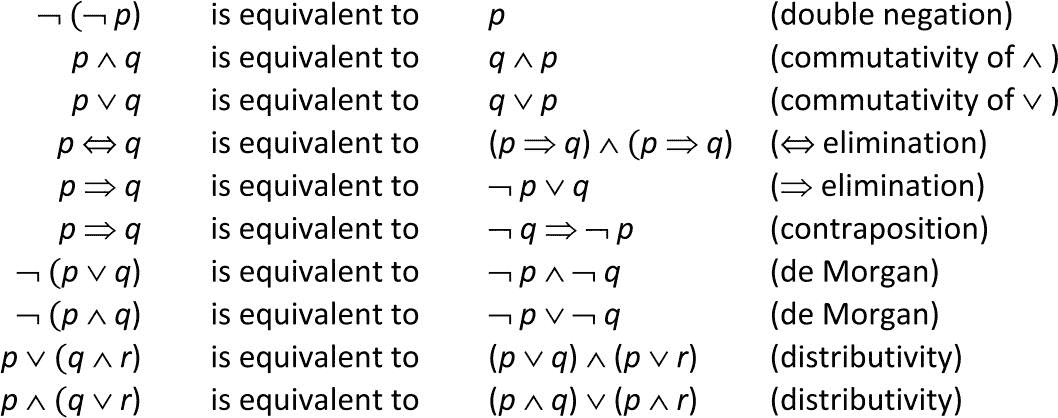 ¬ (¬ p) is equivalent to p (double negation)
p ∧ q is equivalent to q ∧ p (commutativity of ∧ )
p ∨ q is equivalent to q ∨ p (commutativity of ∨ )
p ⇔ q is equivalent to (p ⇒ q) ∧ (p ⇒ q) (⇔ elimination)
p ⇒ q is equivalent to ¬ p ∨ q (⇒ elimination)
p ⇒ q is equivalent to ¬ q ⇒ ¬ p (contraposition)
¬ (p ∨ q) is equivalent to ¬ p ∧ ¬ q (de Morgan)
¬ (p ∧ q) is equivalent to ¬ p ∨ ¬ q (de Morgan)
p ∨ (q ∧ r) is equivalent to (p ∨ q) ∧ (p ∨ r) (distributivity)
p ∧ (q ∨ r) is equivalent to (p ∧ q) ∨ (p ∧ r) (distributivity)